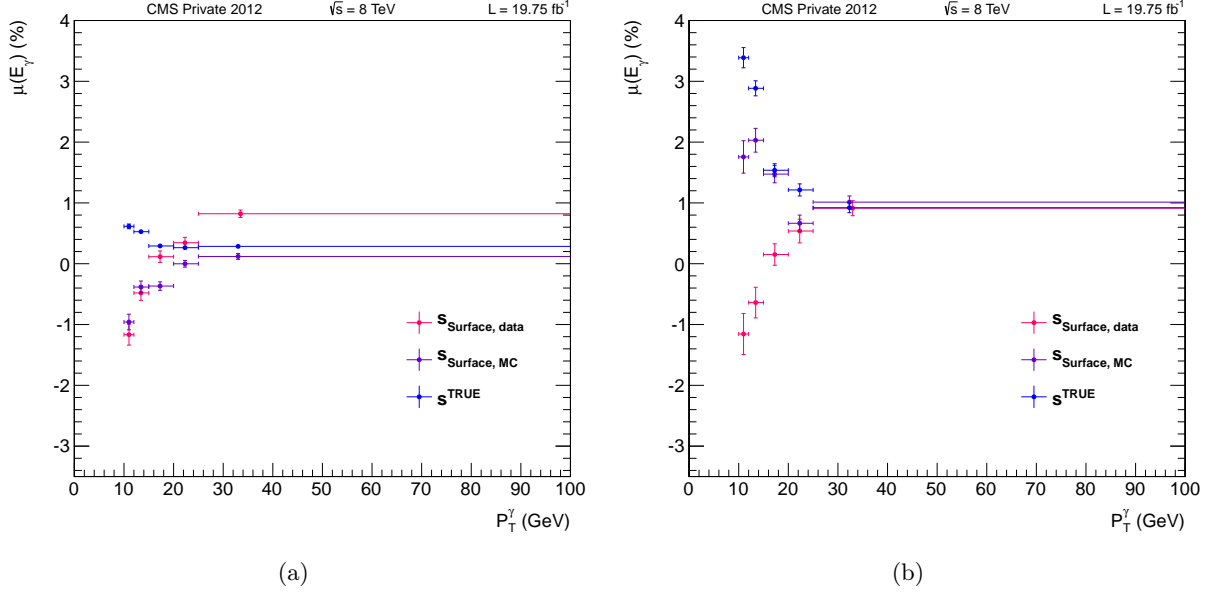 CMS Private 2012 √s = 8 TeV L = 19.75 fb⁻¹
μ(E_γ) (%)
4
3
2
1
0
-1
-2
-3
s_Surface, data
s_Surface, MC
s^TRUE
0 10 20 30 40 50 60 70 80 90 100
P_T^γ (GeV)
(a)
CMS Private 2012 √s = 8 TeV L = 19.75 fb⁻¹
μ(E_γ) (%)
4
3
2
1
0
-1
-2
-3
s_Surface, data
s_Surface, MC
s^TRUE
0 10 20 30 40 50 60 70 80 90 100
P_T^γ (GeV)
(b)